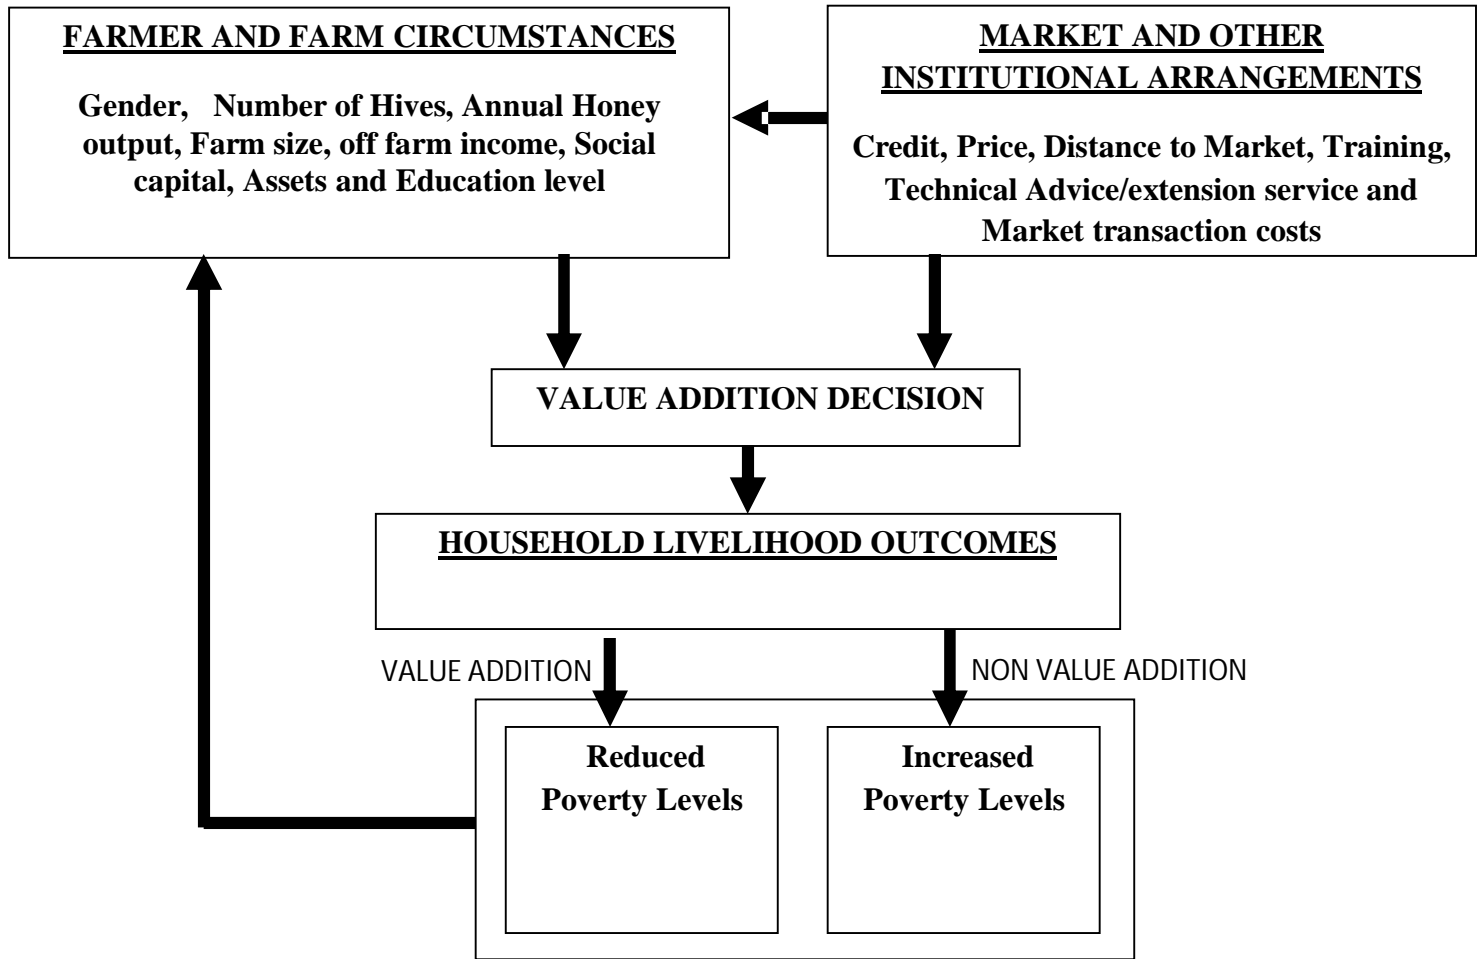 FARMER AND FARM CIRCUMSTANCES
Gender, Number of Hives, Annual Honey
output, Farm size, off farm income, Social
capital, Assets and Education level
MARKET AND OTHER
INSTITUTIONAL ARRANGEMENTS
Credit, Price, Distance to Market, Training,
Technical Advice/extension service and
Market transaction costs
VALUE ADDITION DECISION
HOUSEHOLD LIVELIHOOD OUTCOMES
VALUE ADDITION
NON VALUE ADDITION
Reduced
Poverty Levels
Increased
Poverty Levels